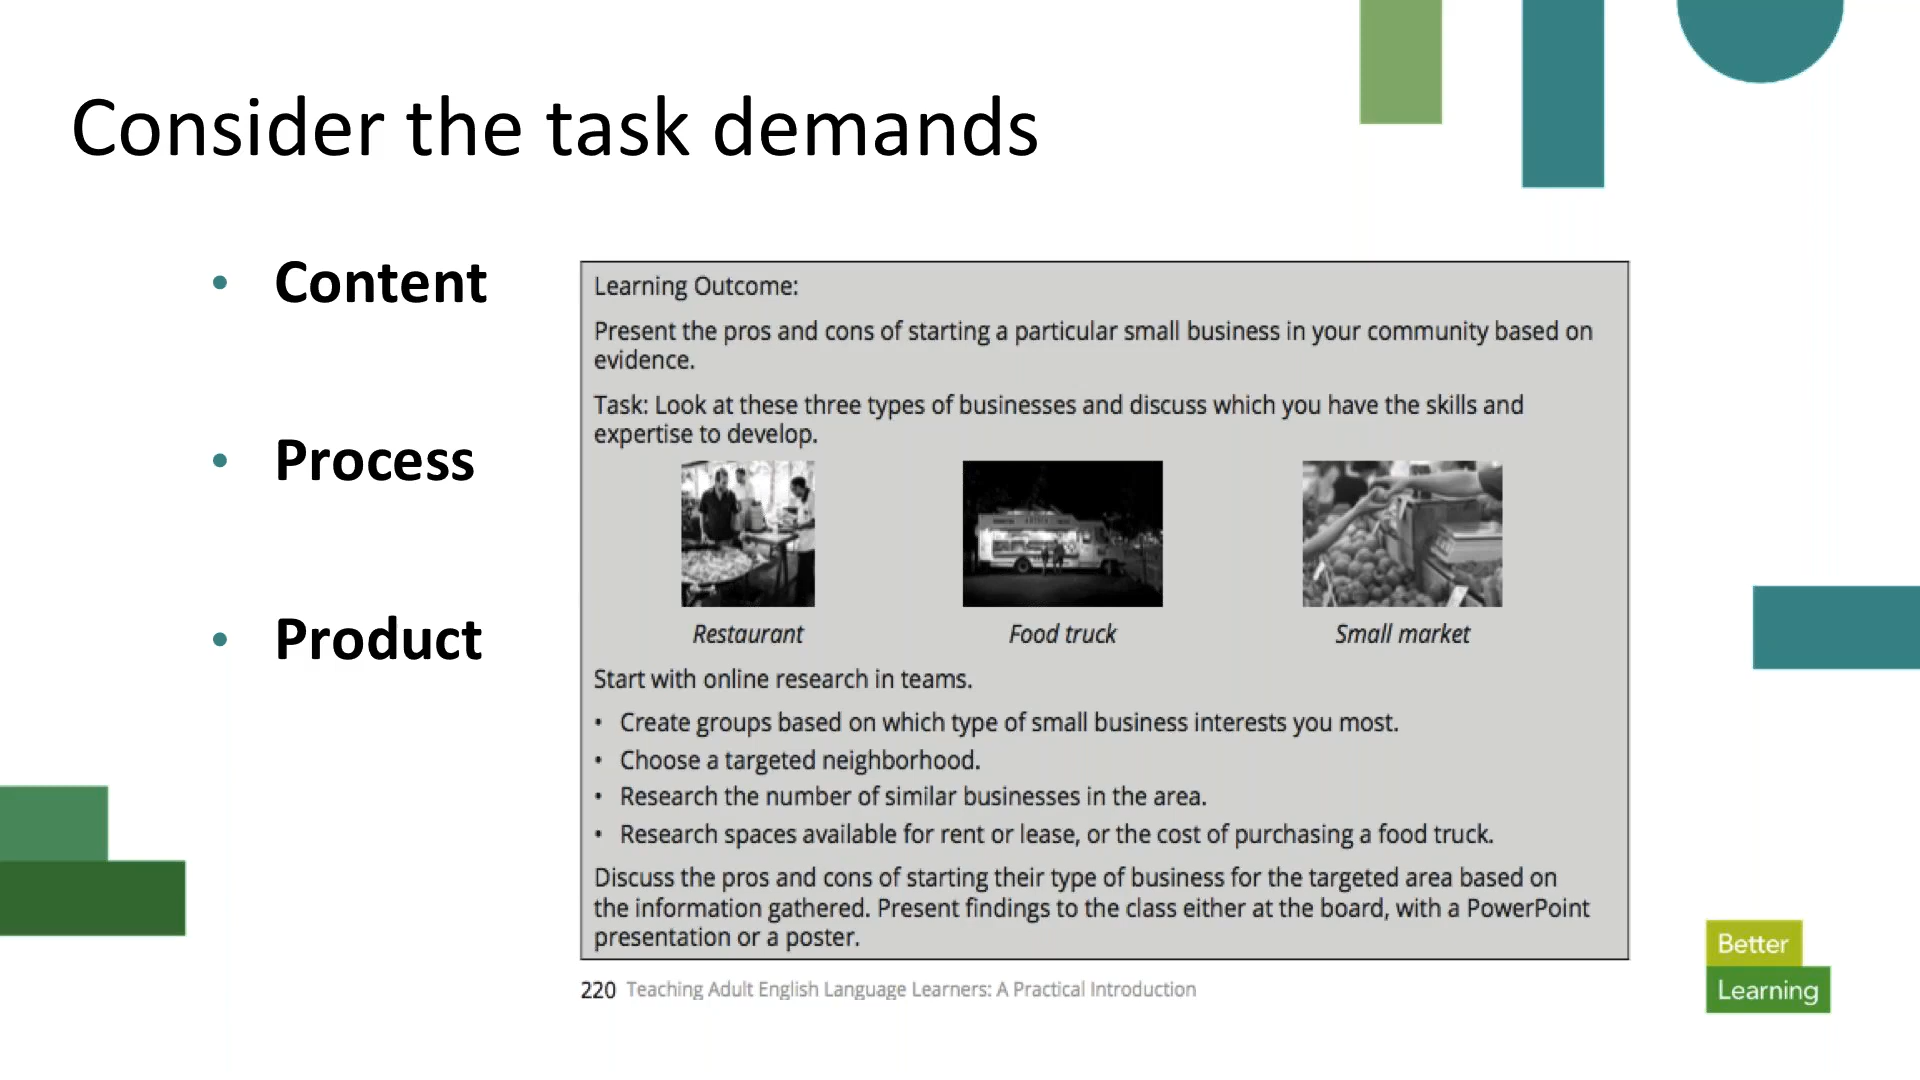 Consider the task demands
• Content
• Process
• Product
Learning Outcome:
Present the pros and cons of starting a particular small business in your community based on
evidence.
Task: Look at these three types of businesses and discuss which you have the skills and
expertise to develop.
Restaurant
Food truck
Small market
Start with online research in teams.
• Create groups based on which type of small business interests you most.
• Choose a targeted neighborhood.
• Research the number of similar businesses in the area.
• Research spaces available for rent or lease, or the cost of purchasing a food truck.
Discuss the pros and cons of starting their type of business for the targeted area based on
the information gathered. Present findings to the class either at the board, with a PowerPoint
presentation or a poster.
220 Teaching Adult English Language Learners: A Practical Introduction
Better
Learning